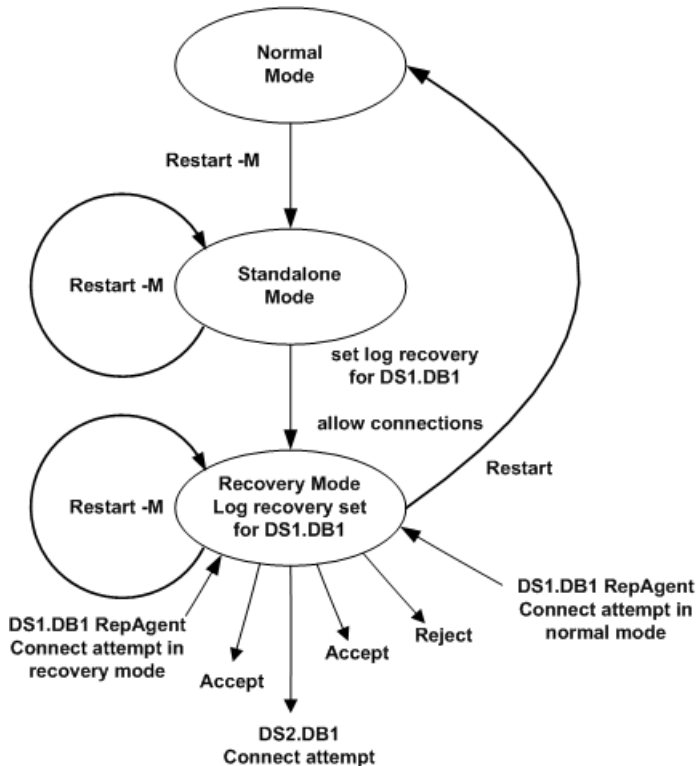 Normal
Mode
Restart -M
Restart -M
Standalone
Mode
set log recovery
for DS1.DB1
allow connections
Restart
Restart -M
Recovery Mode
Log recovery set
for DS1.DB1
DS1.DB1 RepAgent
Connect attempt in
recovery mode
Accept
DS2.DB1
Connect attempt
Accept
Reject
DS1.DB1 RepAgent
Connect attempt in
normal mode